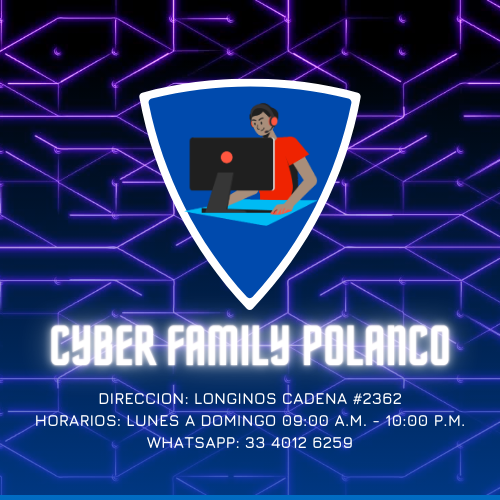 CYBER FAMILY POLANCO
DIRECCION: LONGINOS CADENA #2362
HORARIOS: LUNES A DOMINGO 09:00 A.M. - 10:00 P.M.
WHATSAPP: 33 4012 6259